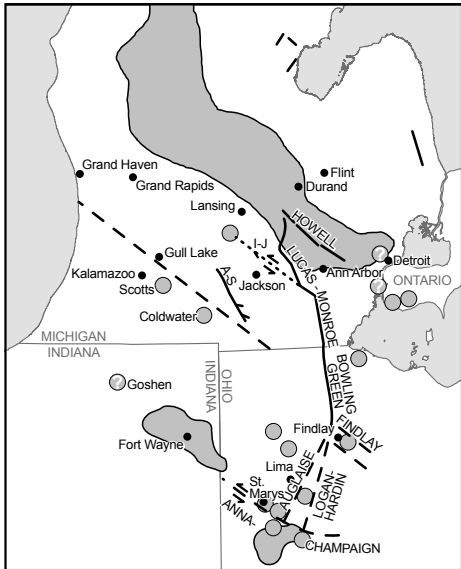 Grand Haven
Grand Rapids
Flint
Durand
Lansing
HOWELL
I-J
?
Detroit
Gull Lake
Ann Arbor
Kalamazoo
Scotts
A-S
Jackson
LUCAS - MONROE
?
ONTARIO
Coldwater
MICHIGAN
INDIANA
BOWLING
GREEN
?
Goshen
INDIANA
OHIO
Findlay
FINDLAY
Fort Wayne
Lima
St.
Marys
AUGLAISE
LOGAN-
HARDIN
ANNA-
CHAMPAIGN